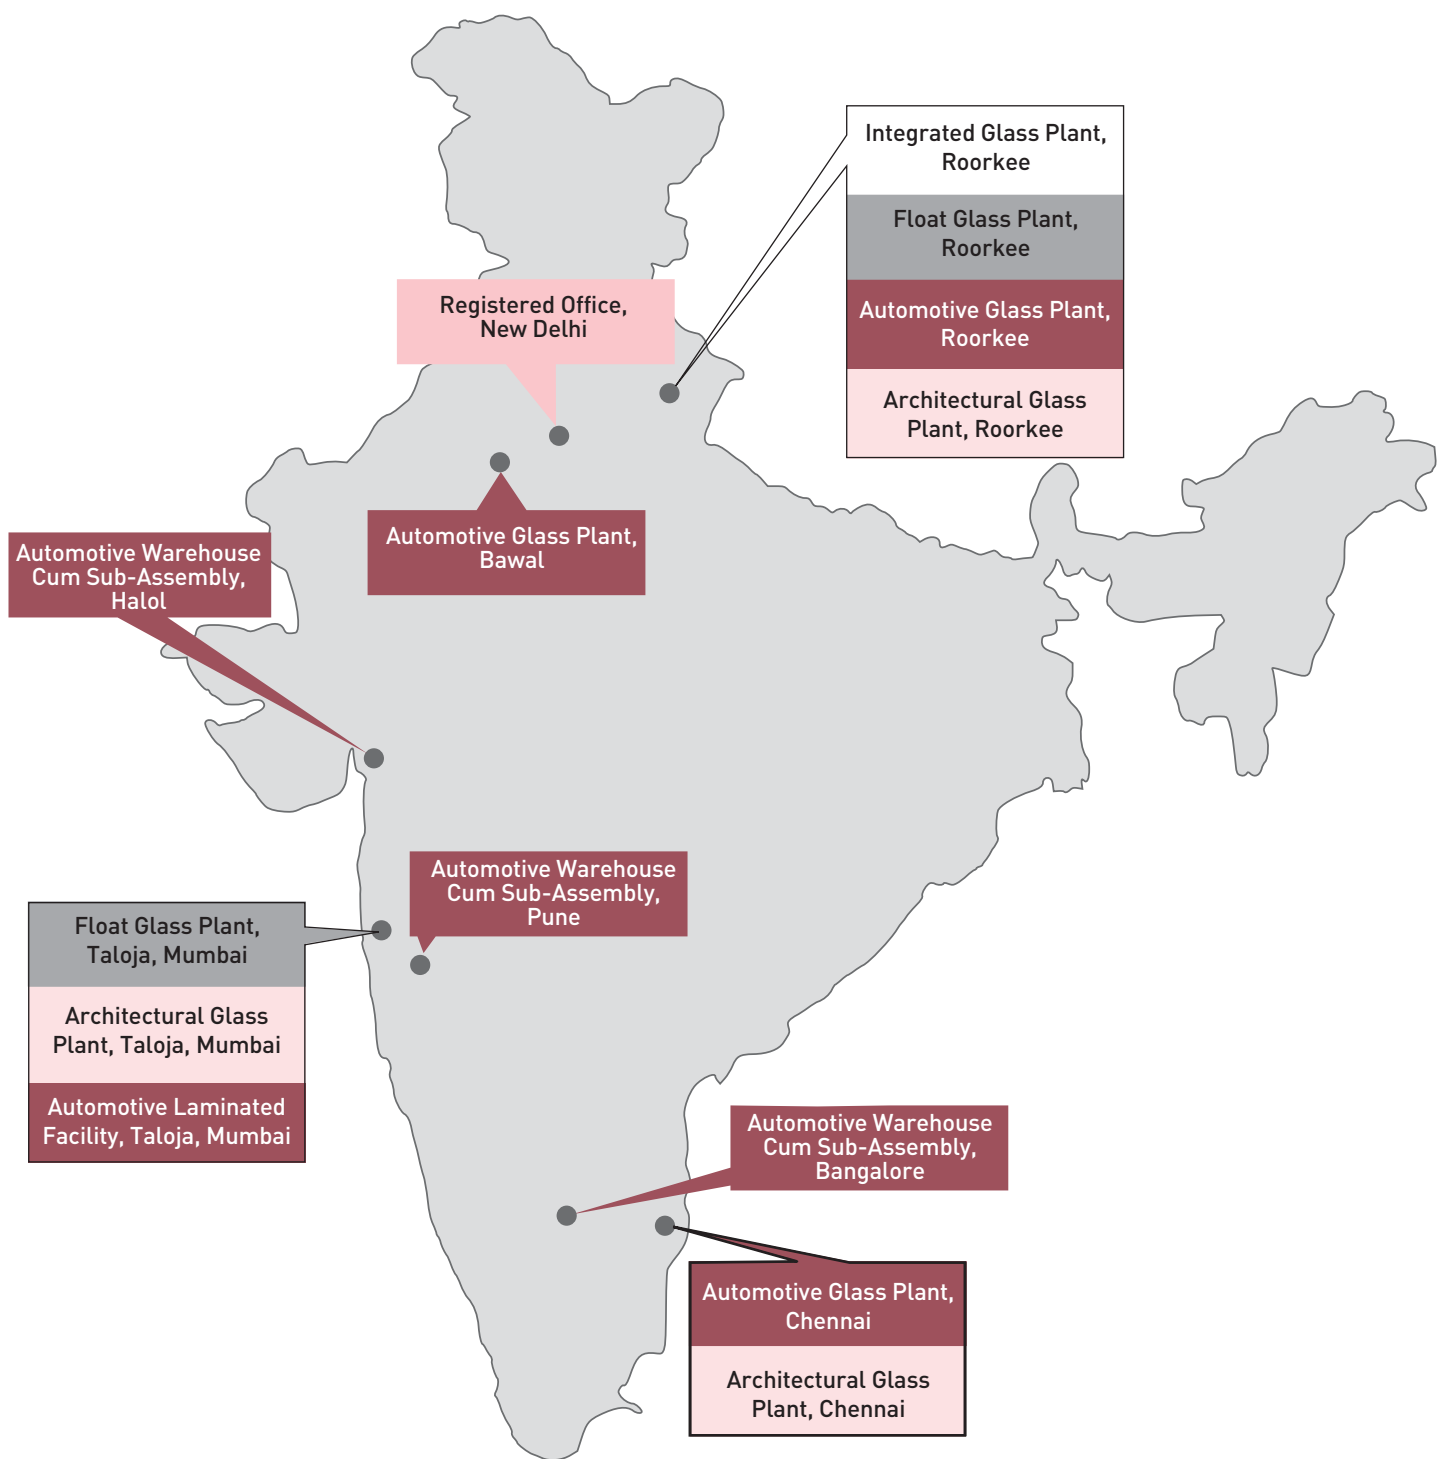 Integrated Glass Plant,
Roorkee
Float Glass Plant,
Roorkee
Automotive Glass Plant,
Roorkee
Architectural Glass
Plant, Roorkee
Registered Office,
New Delhi
Automotive Glass Plant,
Bawal
Automotive Warehouse
Cum Sub-Assembly,
Halol
Automotive Warehouse
Cum Sub-Assembly,
Pune
Float Glass Plant,
Taloja, Mumbai
Architectural Glass
Plant, Taloja, Mumbai
Automotive Laminated
Facility, Taloja, Mumbai
Automotive Warehouse
Cum Sub-Assembly,
Bangalore
Automotive Glass Plant,
Chennai
Architectural Glass
Plant, Chennai